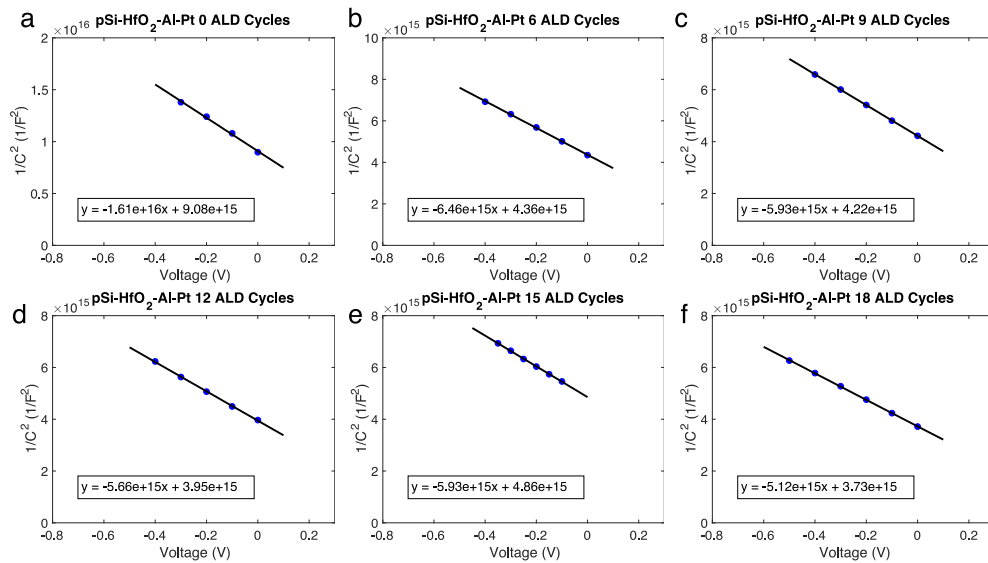 a
pSi-HfO2-Al-Pt 0 ALD Cycles
×10^16
2
1.5
1
0.5
0
1/C^2 (1/F^2)
y = -1.61e+16x + 9.08e+15
-0.8 -0.6 -0.4 -0.2 0 0.2
Voltage (V)
b
pSi-HfO2-Al-Pt 6 ALD Cycles
×10^15
10
8
6
4
2
0
1/C^2 (1/F^2)
y = -6.46e+15x + 4.36e+15
-0.8 -0.6 -0.4 -0.2 0 0.2
Voltage (V)
c
pSi-HfO2-Al-Pt 9 ALD Cycles
×10^15
8
6
4
2
0
1/C^2 (1/F^2)
y = -5.93e+15x + 4.22e+15
-0.8 -0.6 -0.4 -0.2 0 0.2
Voltage (V)
d
pSi-HfO2-Al-Pt 12 ALD Cycles
×10^15
8
6
4
2
0
1/C^2 (1/F^2)
y = -5.66e+15x + 3.95e+15
-0.8 -0.6 -0.4 -0.2 0 0.2
Voltage (V)
e
pSi-HfO2-Al-Pt 15 ALD Cycles
×10^15
8
6
4
2
0
1/C^2 (1/F^2)
y = -5.93e+15x + 4.86e+15
-0.8 -0.6 -0.4 -0.2 0 0.2
Voltage (V)
f
pSi-HfO2-Al-Pt 18 ALD Cycles
×10^15
8
6
4
2
0
1/C^2 (1/F^2)
y = -5.12e+15x + 3.73e+15
-0.8 -0.6 -0.4 -0.2 0 0.2
Voltage (V)